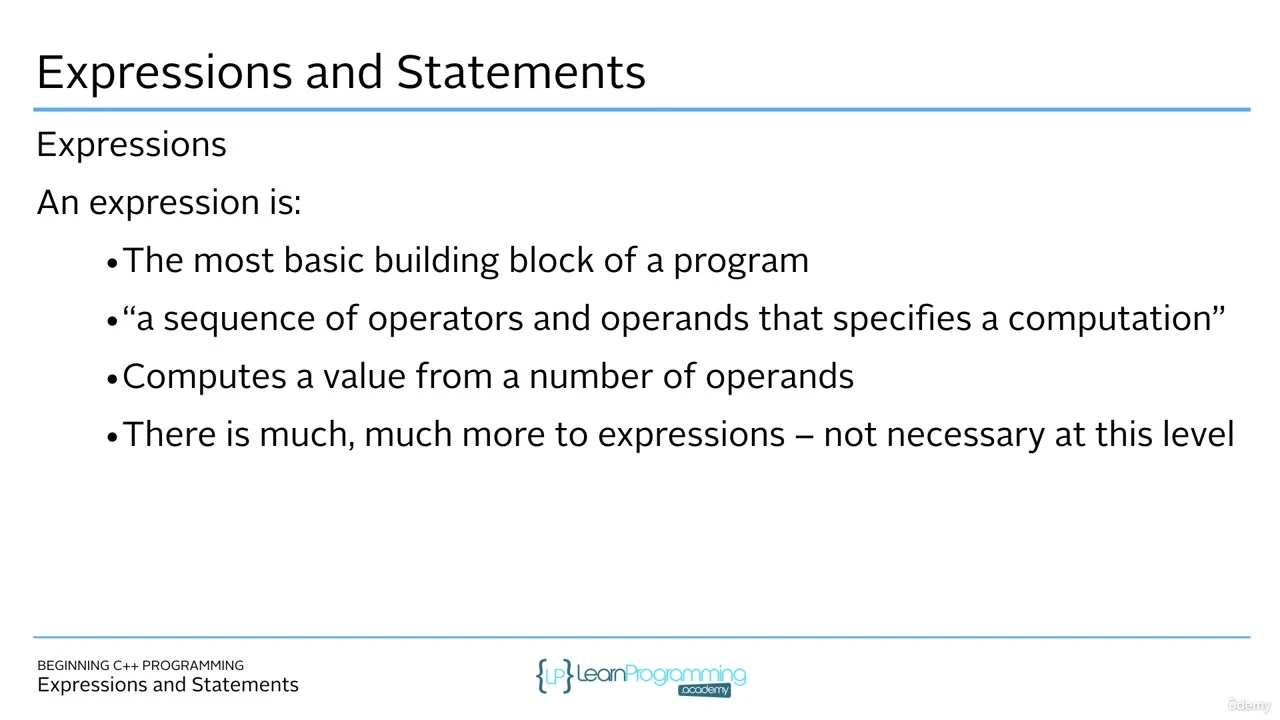 Expressions and Statements
Expressions
An expression is:
•The most basic building block of a program
•“a sequence of operators and operands that specifies a computation”
•Computes a value from a number of operands
•There is much, much more to expressions – not necessary at this level
BEGINNING C++ PROGRAMMING
Expressions and Statements
{LP} LearnProgramming
.academy
ûdemy